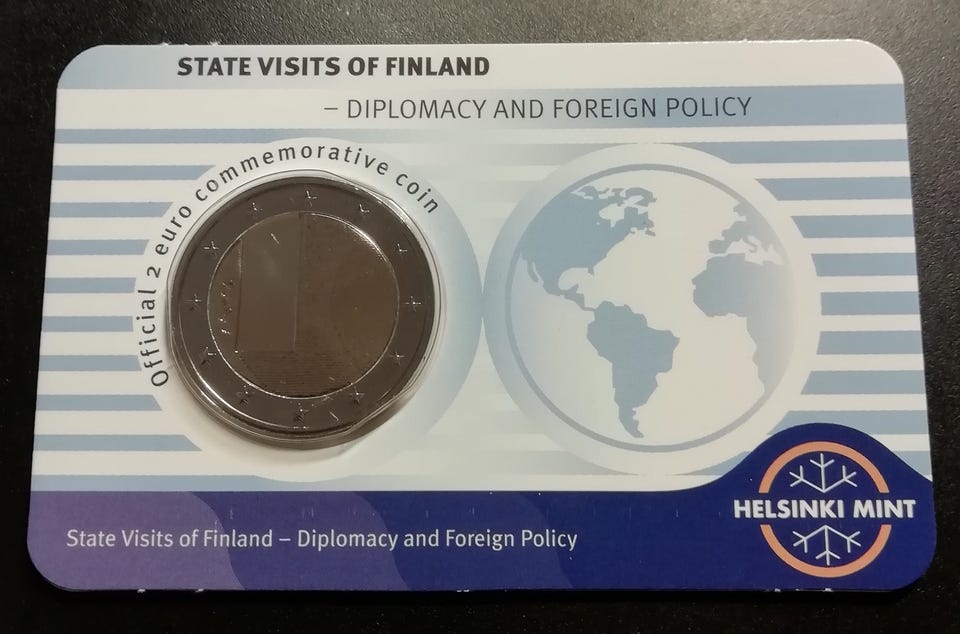 STATE VISITS OF FINLAND
– DIPLOMACY AND FOREIGN POLICY
Official 2 euro commemorative coin
HELSINKI MINT
State Visits of Finland – Diplomacy and Foreign Policy